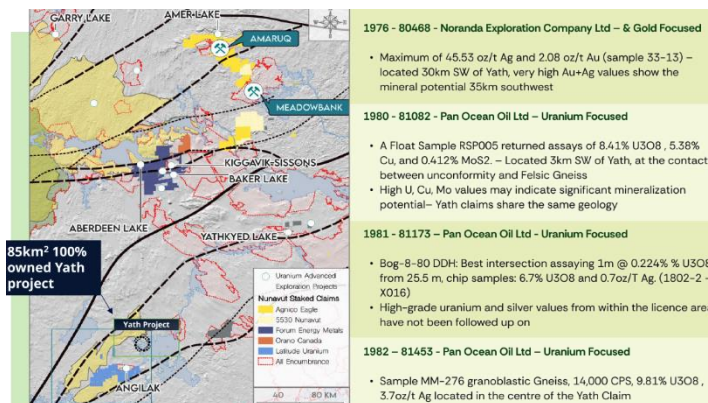 GARRY LAKE
AMER LAKE
AMARUQ
MEADOWBANK
KIGGAVIK-SISSONS
BAKER LAKE
ABERDEEN LAKE
YATHKYED LAKE
85km² 100%
owned Yath
project
Yath Project
ANGILAK
Uranium Advanced
Exploration Projects
Nunavut Staked Claims
Agnico Eagle
5530 Nunavut
Forum Energy Metals
Orano Canada
Latitude Uranium
All Encumbrance
40 80 KM
1976 - 80468 - Noranda Exploration Company Ltd – & Gold Focused
• Maximum of 45.53 oz/t Ag and 2.08 oz/t Au (sample 33-13) –
located 30km SW of Yath, very high Au+Ag values show the
mineral potential 35km southwest
1980 - 81082 - Pan Ocean Oil Ltd – Uranium Focused
• A Float Sample RSP005 returned assays of 8.41% U3O8 , 5.38%
Cu, and 0.412% MoS2. – Located 3km SW of Yath, at the contact
between unconformity and Felsic Gneiss
• High U, Cu, Mo values may indicate significant mineralization
potential– Yath claims share the same geology
1981 - 81173 – Pan Ocean Oil Ltd - Uranium Focused
• Bog-8-80 DDH: Best intersection assaying 1m @ 0.224 % % U3O8
from 25.5 m, chip samples: 6.7% U3O8 and 0.7oz/T Ag. (1802-2 -
X016)
• High-grade uranium and silver values from within the licence area
have not been followed up on
1982 – 81453 - Pan Ocean Oil Ltd – Uranium Focused
• Sample MM-276 granoblastic Gneiss, 14,000 CPS, 9.81% U3O8 ,
3.7oz/t Ag located in the centre of the Yath Claim